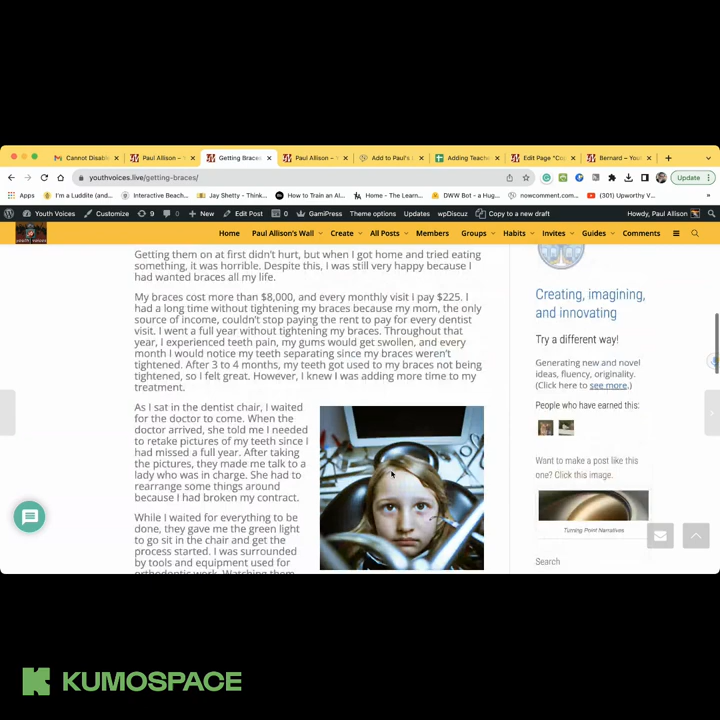 Cannot Disabl
Paul Allison – Y
Getting Braces
Paul Allison – Y
Add to Paul's
Adding Teache
Edit Page "Co
Bernard – You
youthvoices.live/getting-braces/
Update
Apps
I'm a Luddite (and...
Interactive Beach...
Jay Shetty - Think...
How to Train an AI...
Home - The Learn...
DWW Bot - a Hug...
nowcomment.com
(301) Upworthy V...
Youth Voices
Customize
9
0
New
Edit Post
0
GamiPress
Theme options
Updates
wpDiscuz
Copy to a new draft
Howdy, Paul Allison
Home
Paul Allison's Wall
Create
All Posts
Members
Groups
Habits
Invites
Guides
Comments
Getting them on at first didn't hurt, but when I got home and tried eating
something, it was horrible. Despite this, I was still very happy because I
had wanted braces all my life.
My braces cost more than $8,000, and every monthly visit I pay $225. I
had a long time without tightening my braces because my mom, the only
source of income, couldn't stop paying the rent to pay for every dentist
visit. I went a full year without tightening my braces. Throughout that
year, I experienced teeth pain, my gums would get swollen, and every
month I would notice my teeth separating since my braces weren't
tightened. After 3 to 4 months, my teeth got used to my braces not being
tightened, so I felt great. However, I knew I was adding more time to my
treatment.
As I sat in the dentist chair, I waited
for the doctor to come. When the
doctor arrived, she told me I needed
to retake pictures of my teeth since I
had missed a full year. After taking
the pictures, they made me talk to a
lady who was in charge. She had to
rearrange some things around
because I had broken my contract.
While I waited for everything to be
done, they gave me the green light
to go sit in the chair and get the
process started. I was surrounded
by tools and equipment used for
orthodontic work. Watching them
Creating, imagining,
and innovating
Try a different way!
Generating new and novel
ideas, fluency, originality.
(Click here to see more.)
People who have earned this:
Want to make a post like this
one? Click this image.
Turning Point Narratives
Search
KUMOSPACE